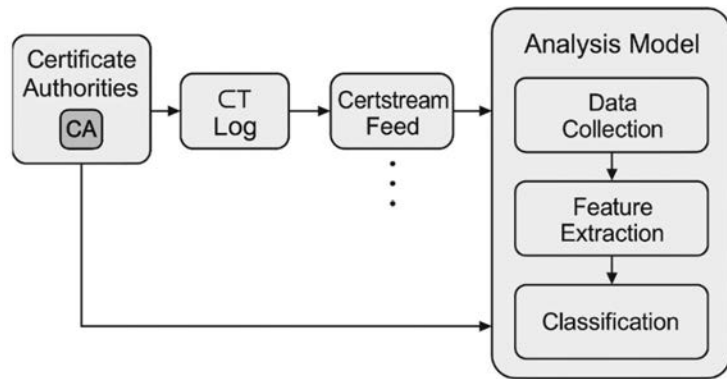 Certificate
Authorities
CA
CT
Log
Certstream
Feed
Analysis Model
Data
Collection
Feature
Extraction
Classification